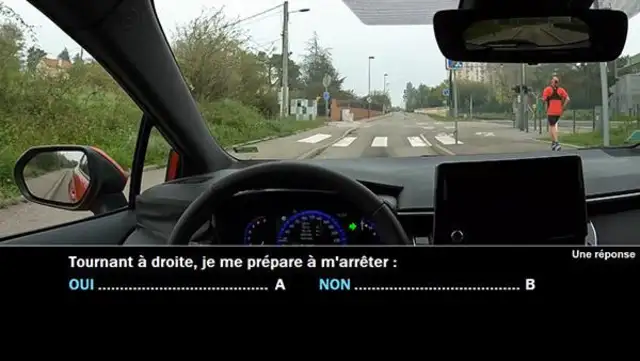 Une réponse
Tournant à droite, je me prépare à m'arrêter :
OUI ........................................ A NON ........................................ B